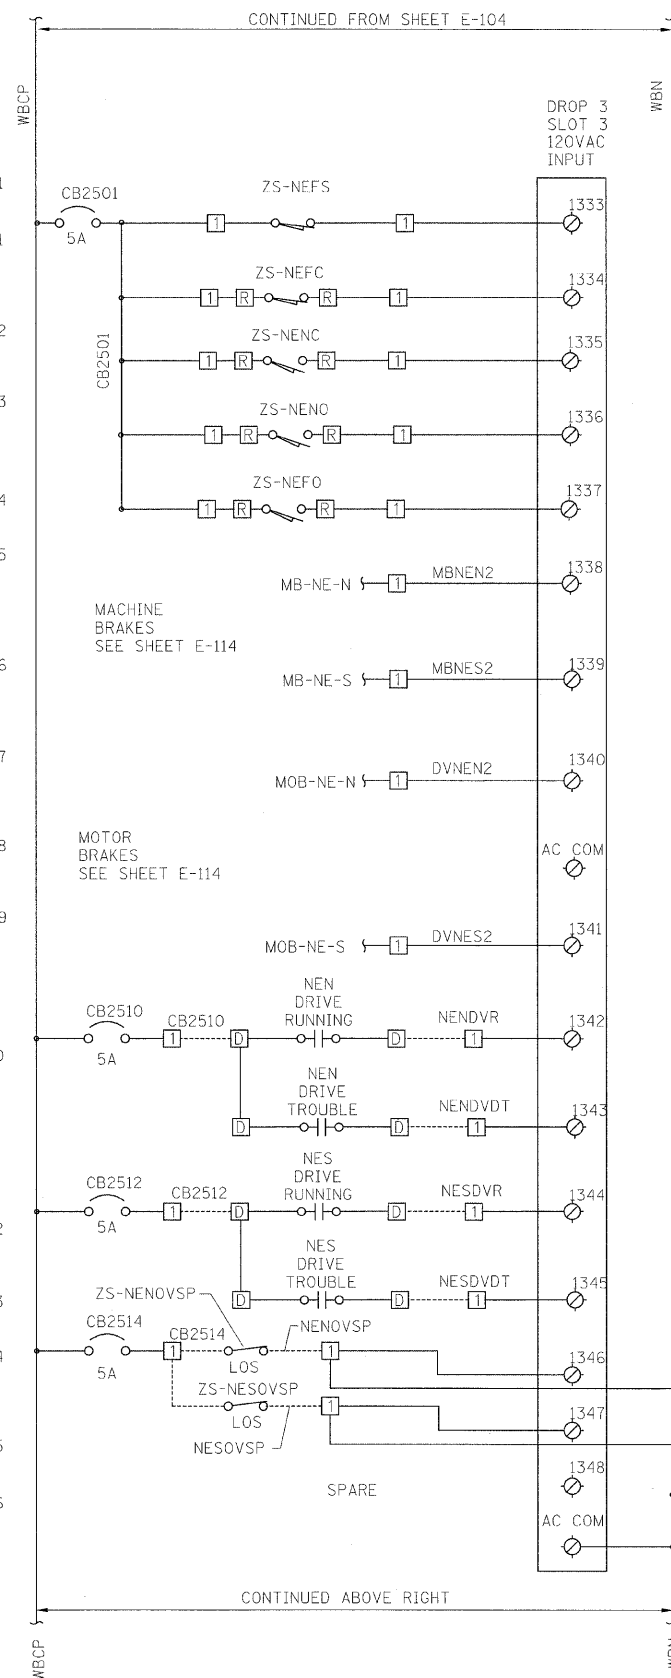 CONTINUED FROM SHEET E-104
WBCP
WBN
DROP 3
SLOT 3
120VAC
INPUT
CB2501
5A
CB2501
1
ZS-NEFS
1
1333
1
R
ZS-NEFC
R
1
1334
1
R
ZS-NENC
R
1
1335
1
R
ZS-NENO
R
1
1336
1
R
ZS-NEFO
R
1
1337
MB-NE-N
1
MBNEN2
1338
MACHINE
BRAKES
SEE SHEET E-114
MB-NE-S
1
MBNES2
1339
MOB-NE-N
1
DVNEN2
1340
MOTOR
BRAKES
SEE SHEET E-114
AC COM
MOB-NE-S
1
DVNES2
1341
CB2510
5A
1
CB2510
D
NEN
DRIVE
RUNNING
D
NENDVR
1
1342
D
NEN
DRIVE
TROUBLE
D
NENDVDT
1
1343
CB2512
5A
1
CB2512
D
NES
DRIVE
RUNNING
D
NESDVR
1
1344
D
NES
DRIVE
TROUBLE
D
NESDVDT
1
1345
ZS-NENOVSP
CB2514
5A
1
CB2514
LOS
NENOVSP
1
1346
ZS-NESOVSP
LOS
NESOVSP
1
1347
SPARE
1348
AC COM
CONTINUED ABOVE RIGHT
WBCP
WBN